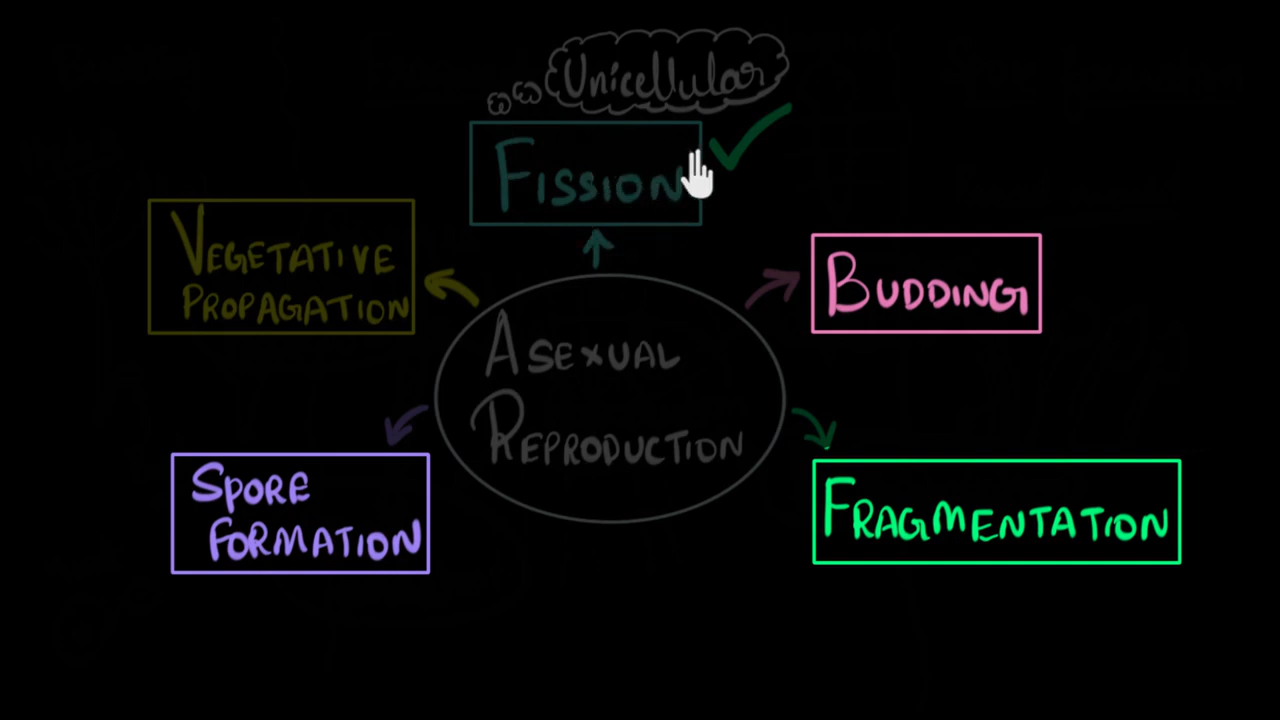 Unicellular
FISSION
VEGETATIVE
PROPAGATION
BUDDING
ASEXUAL
REPRODUCTION
SPORE
FORMATION
FRAGMENTATION